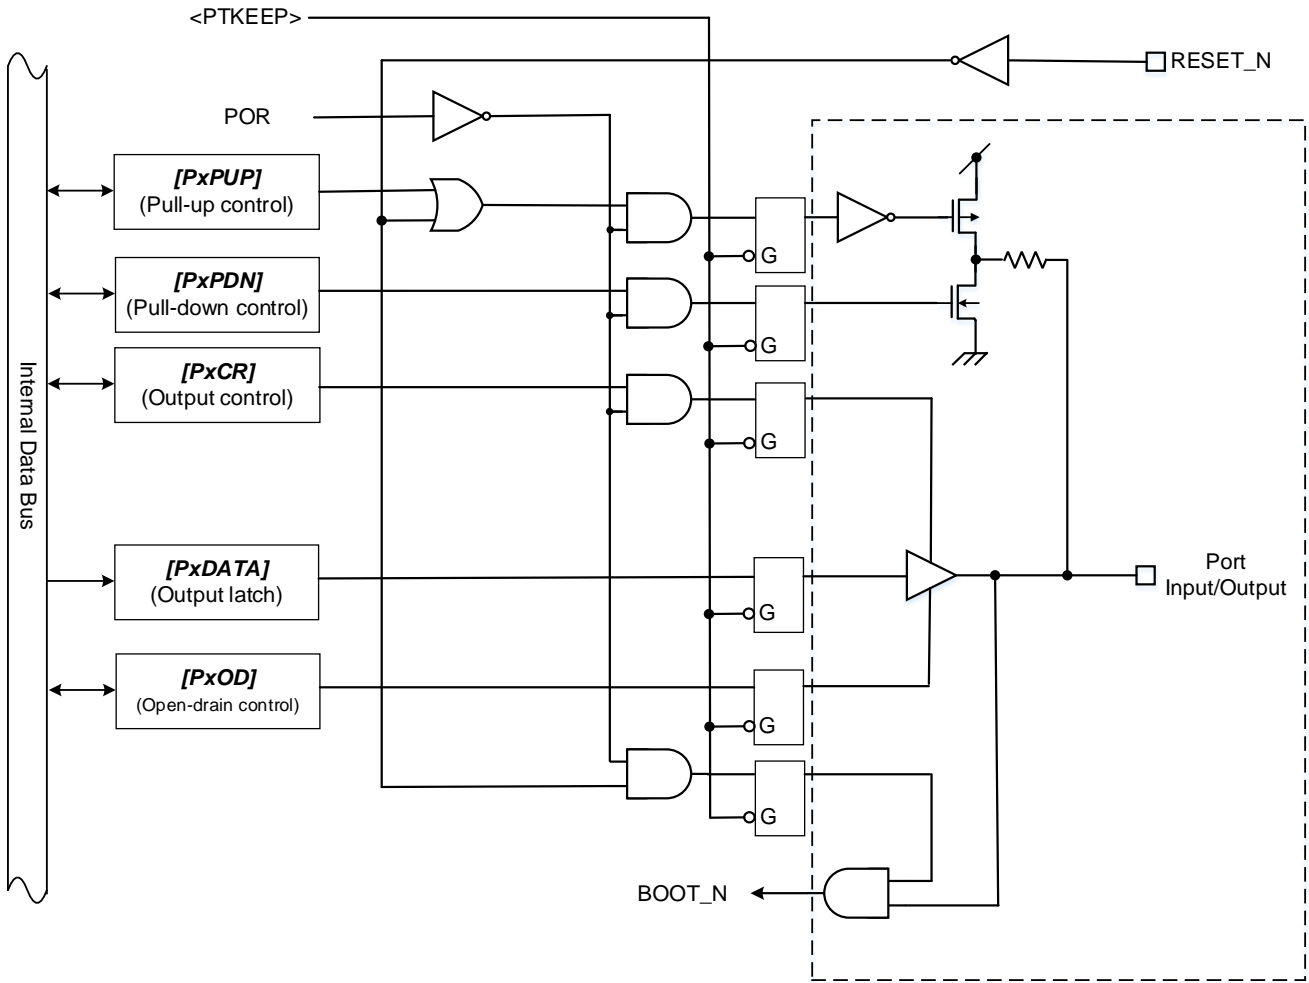 <PTKEEP>
RESET_N
POR
[PxPUP]
(Pull-up control)
G
[PxPDN]
(Pull-down control)
G
[PxCR]
(Output control)
G
Internal Data Bus
[PxDATA]
(Output latch)
G
Port
Input/Output
[PxOD]
(Open-drain control)
G
G
BOOT_N